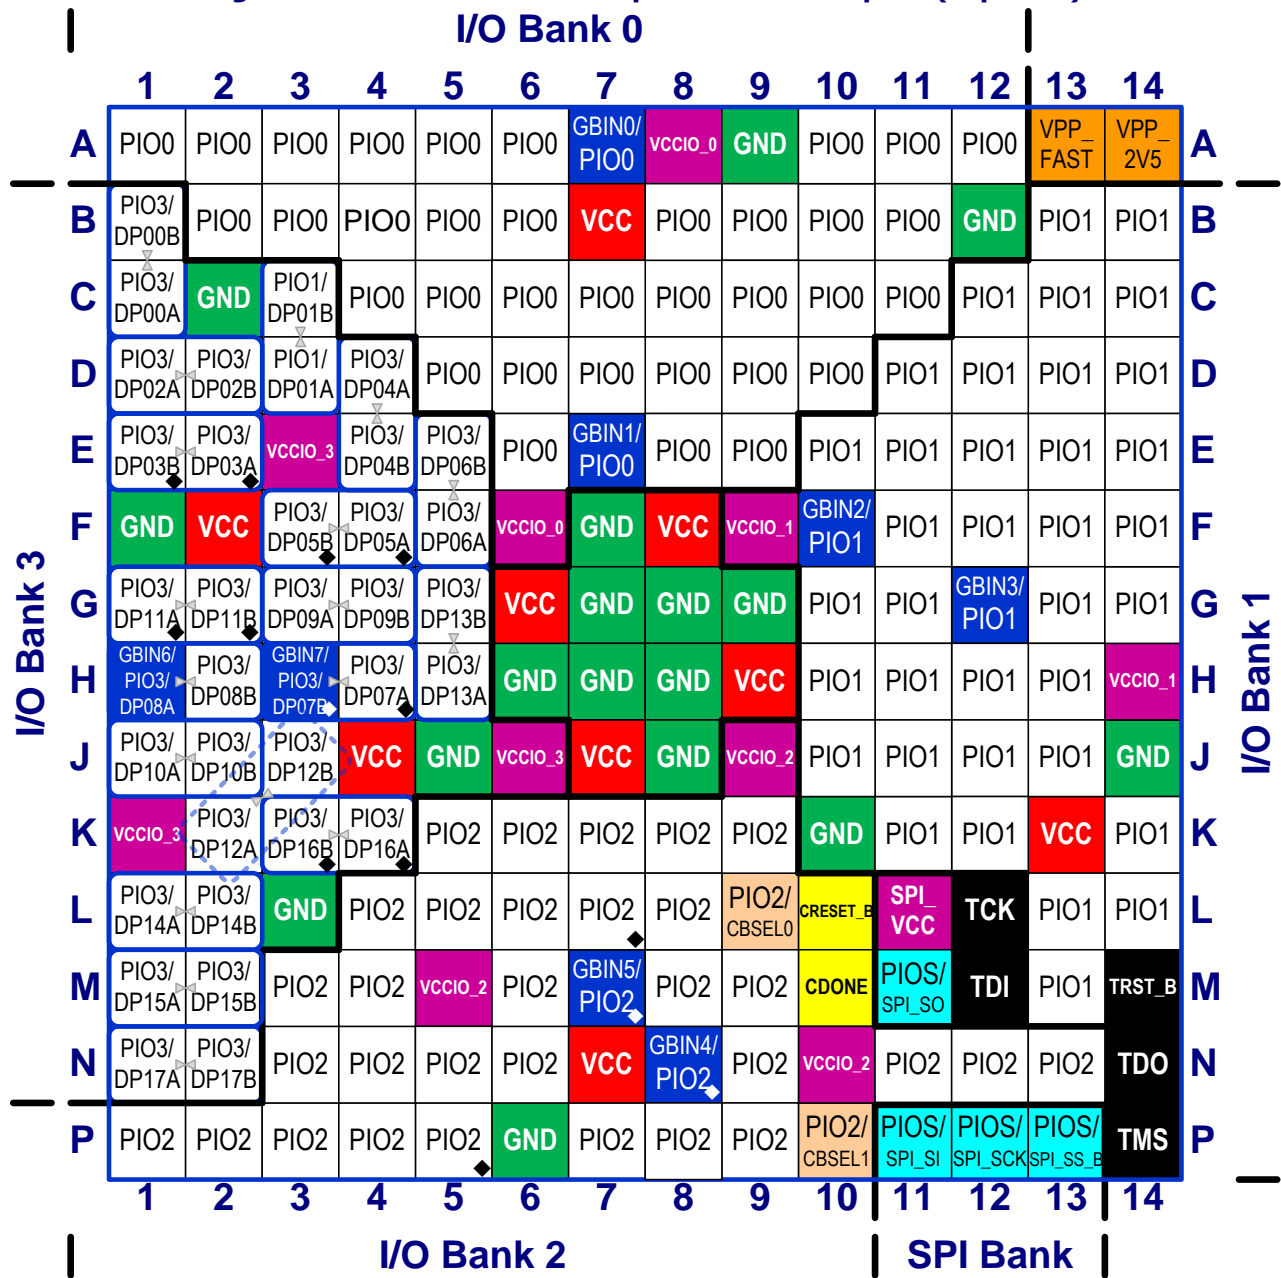 I/O Bank 0
1 2 3 4 5 6 7 8 9 10 11 12 13 14
A PIO0 PIO0 PIO0 PIO0 PIO0 PIO0 GBIN0/ PIO0 VCCIO_0 GND PIO0 PIO0 PIO0 VPP_ FAST VPP_ 2V5 A
B PIO3/ DP00B PIO0 PIO0 PIO0 PIO0 PIO0 VCC PIO0 PIO0 PIO0 PIO0 GND PIO1 PIO1 B
C PIO3/ DP00A GND PIO1/ DP01B PIO0 PIO0 PIO0 PIO0 PIO0 PIO0 PIO0 PIO0 PIO1 PIO1 PIO1 C
D PIO3/ DP02A PIO3/ DP02B PIO1/ DP01A PIO3/ DP04A PIO0 PIO0 PIO0 PIO0 PIO0 PIO0 PIO1 PIO1 PIO1 PIO1 D
E PIO3/ DP03B PIO3/ DP03A VCCIO_3 PIO3/ DP04B PIO3/ DP06B PIO0 GBIN1/ PIO0 PIO0 PIO0 PIO1 PIO1 PIO1 PIO1 PIO1 E
F GND VCC PIO3/ DP05B PIO3/ DP05A PIO3/ DP06A VCCIO_0 GND VCC VCCIO_1 GBIN2/ PIO1 PIO1 PIO1 PIO1 PIO1 F
G PIO3/ DP11A PIO3/ DP11B PIO3/ DP09A PIO3/ DP09B PIO3/ DP13B VCC GND GND GND PIO1 PIO1 GBIN3/ PIO1 PIO1 PIO1 G
H GBIN6/ PIO3/ DP08A PIO3/ DP08B GBIN7/ PIO3/ DP07B PIO3/ DP07A PIO3/ DP13A GND GND GND VCC PIO1 PIO1 PIO1 PIO1 VCCIO_1 H
J PIO3/ DP10A PIO3/ DP10B PIO3/ DP12B VCC GND VCCIO_3 VCC GND VCCIO_2 PIO1 PIO1 PIO1 PIO1 GND J
K VCCIO_3 PIO3/ DP12A PIO3/ DP16B PIO3/ DP16A PIO2 PIO2 PIO2 PIO2 PIO2 GND PIO1 PIO1 VCC PIO1 K
L PIO3/ DP14A PIO3/ DP14B GND PIO2 PIO2 PIO2 PIO2 PIO2 PIO2/ CBSEL0 CRESET_B SPI_ VCC TCK PIO1 PIO1 L
M PIO3/ DP15A PIO3/ DP15B PIO2 PIO2 VCCIO_2 PIO2 GBIN5/ PIO2 PIO2 PIO2 CDONE PIOS/ SPI_SO TDI PIO1 TRST_B M
N PIO3/ DP17A PIO3/ DP17B PIO2 PIO2 PIO2 PIO2 VCC GBIN4/ PIO2 PIO2 VCCIO_2 PIO2 PIO2 PIO2 TDO N
P PIO2 PIO2 PIO2 PIO2 PIO2 GND PIO2 PIO2 PIO2 PIO2/ CBSEL1 PIOS/ SPI_SI PIOS/ SPI_SCK PIOS/ SPI_SS_B TMS P
1 2 3 4 5 6 7 8 9 10 11 12 13 14
I/O Bank 3
I/O Bank 1
I/O Bank 2
SPI Bank